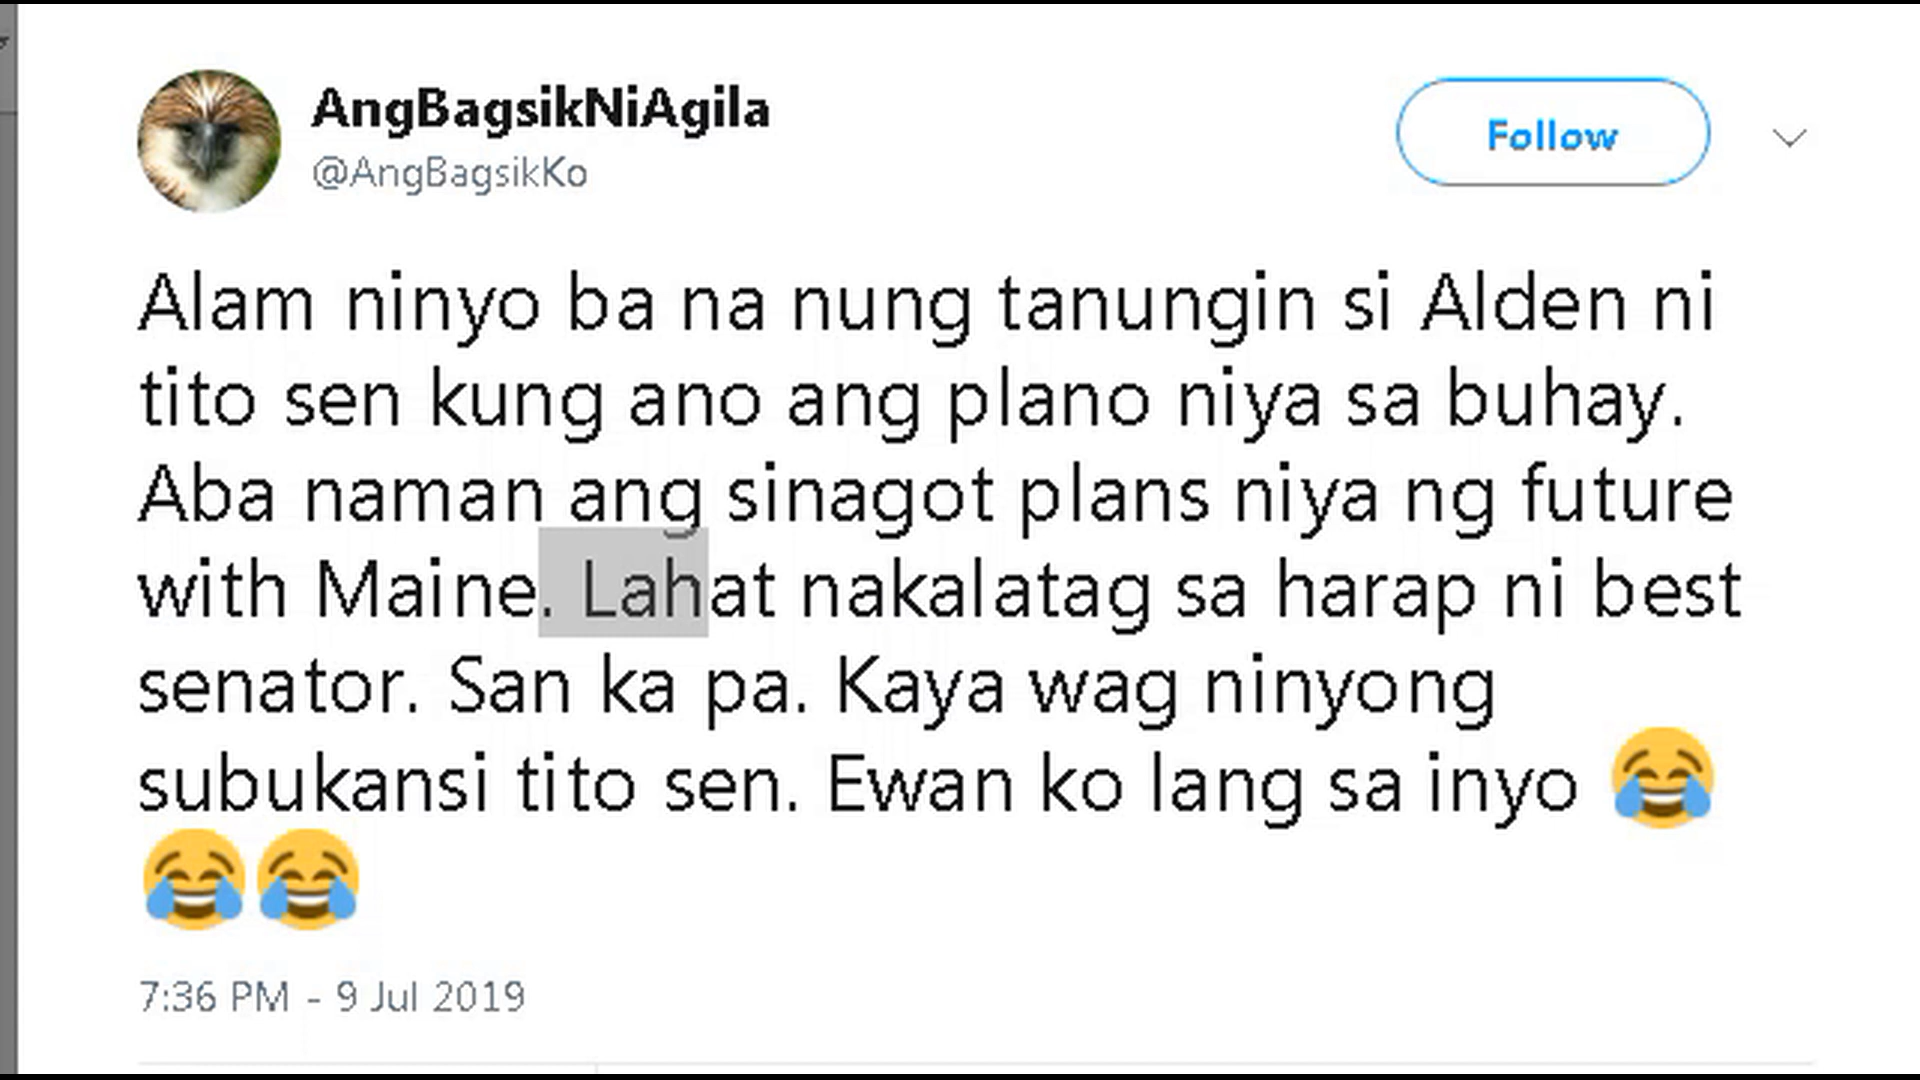 AngBagsikNiAgila
@AngBagsikKo
Follow
Alam ninyo ba na nung tanungin si Alden ni
tito sen kung ano ang plano niya sa buhay.
Aba naman ang sinagot plans niya ng future
with Maine. Lahat nakalatag sa harap ni best
senator. San ka pa. Kaya wag ninyong
subukansi tito sen. Ewan ko lang sa inyo 😂
😂😂
7:36 PM - 9 Jul 2019